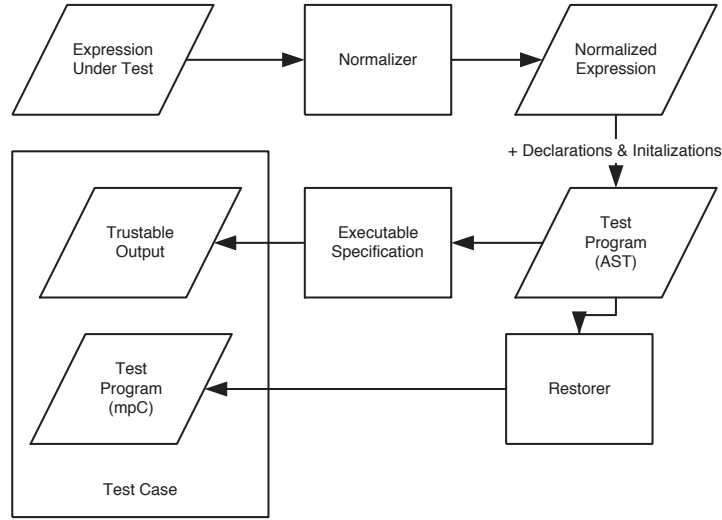 Expression
Under Test
Normalizer
Normalized
Expression
+ Declarations & Initalizations
Trustable
Output
Executable
Specification
Test
Program
(AST)
Test
Program
(mpC)
Restorer
Test Case